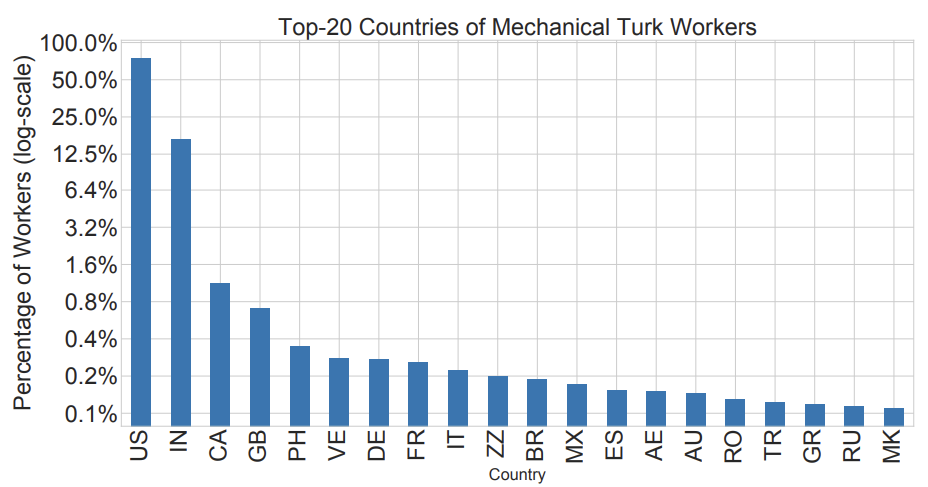 Top-20 Countries of Mechanical Turk Workers
Percentage of Workers (log-scale)
100.0%
50.0%
25.0%
12.5%
6.4%
3.2%
1.6%
0.8%
0.4%
0.2%
0.1%
US IN CA GB PH VE DE FR IT ZZ BR MX ES AE AU RO TR GR RU MK
Country